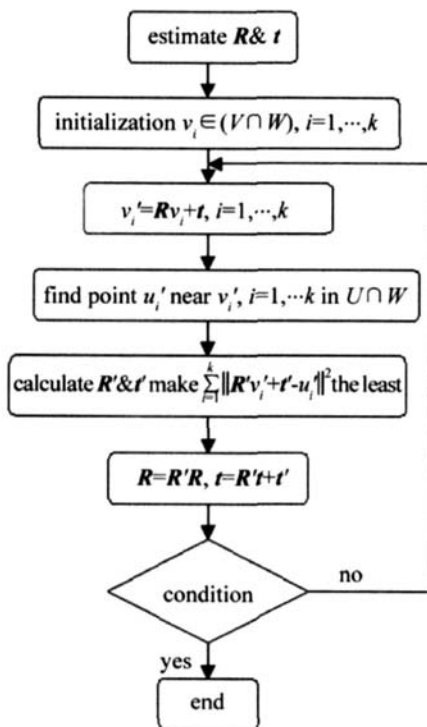 estimate R& t
initialization vᵢ∈(V∩W), i=1,···,k
vᵢ'=Rvᵢ+t, i=1,···,k
find point uᵢ' near vᵢ', i=1,···k in U∩W
calculate R'&t' make ∑ᵢ₌₁ᵏ‖R'vᵢ'+t'-uᵢ'‖² the least
R=R'R, t=R't+t'
condition
no
yes
end